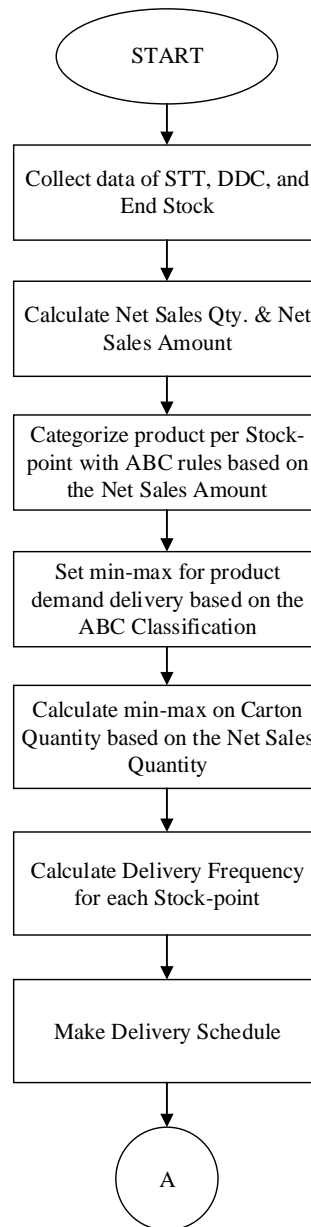 START
Collect data of STT, DDC, and
End Stock
Calculate Net Sales Qty. & Net
Sales Amount
Categorize product per Stock-
point with ABC rules based on
the Net Sales Amount
Set min-max for product
demand delivery based on the
ABC Classification
Calculate min-max on Carton
Quantity based on the Net Sales
Quantity
Calculate Delivery Frequency
for each Stock-point
Make Delivery Schedule
A